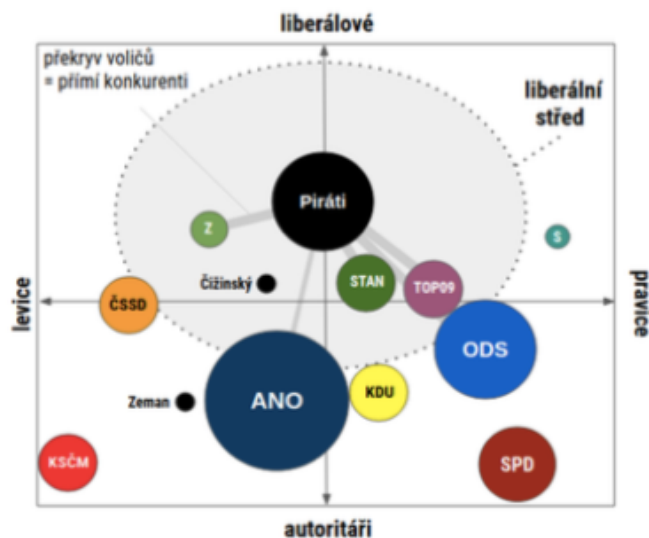 liberálové
překryv voličů
= přímí konkurenti
liberální
střed
Piráti
Z
S
Čižinský
STAN
TOP09
levice
pravice
ČSSD
ODS
Zeman
ANO
KDU
KSČM
SPD
autoritáři